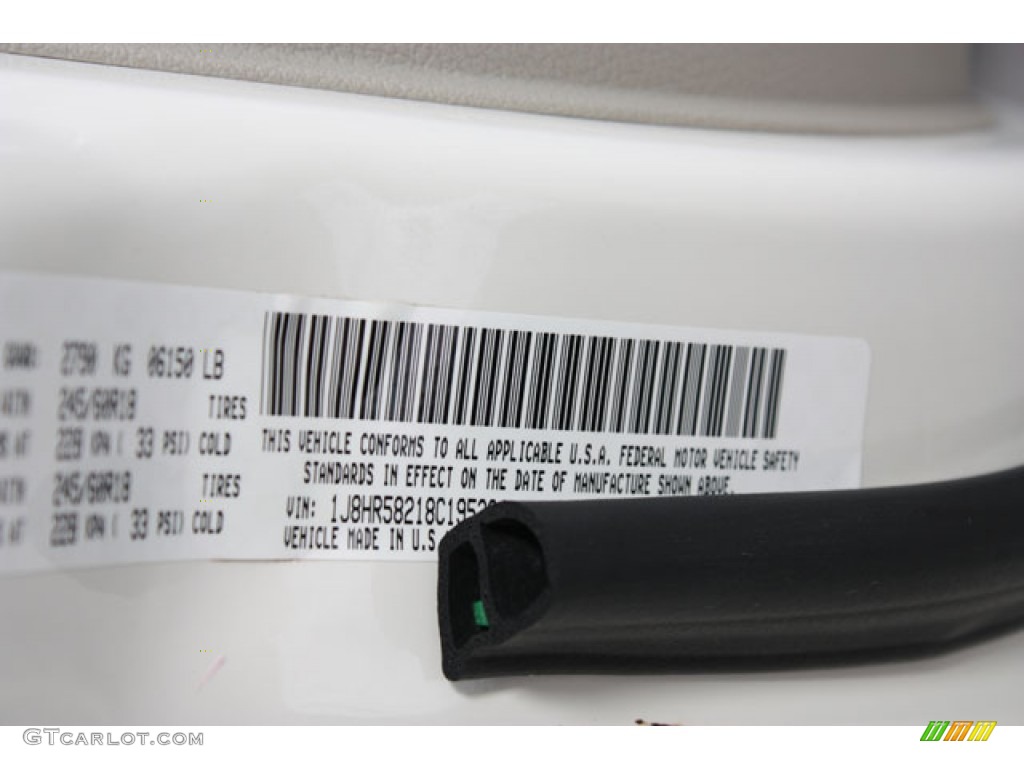 2790 KG 06150 LB
245/60R18 TIRES
229 KPA ( 33 PSI) COLD
245/60R18 TIRES
229 KPA ( 33 PSI) COLD
THIS VEHICLE CONFORMS TO ALL APPLICABLE U.S.A. FEDERAL MOTOR VEHICLE SAFETY
STANDARDS IN EFFECT ON THE DATE OF MANUFACTURE SHOWN ABOVE.
VIN: 1J8HR58218C195
VEHICLE MADE IN U.S.
GTCARLOT.COM